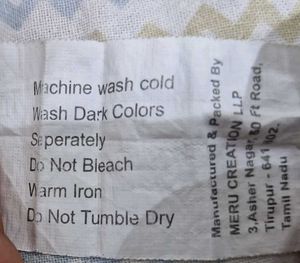 Machine wash cold
Wash Dark Colors
Seperately
Do Not Bleach
Warm Iron
Do Not Tumble Dry
Manufactured & Packed By
MERU CREATION LLP
3,Asher Nagar, 80 Ft Road,
Tirupur - 641 602.
Tamil Nadu